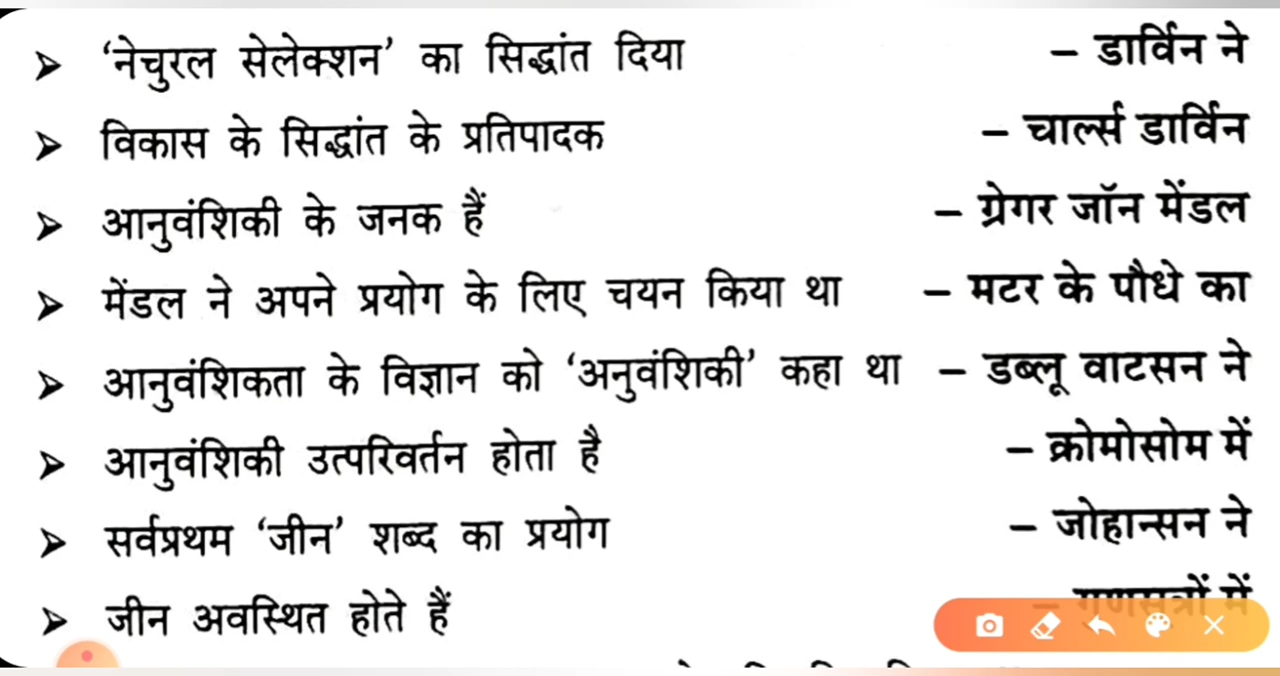 ➤ 'नेचुरल सेलेक्शन' का सिद्धांत दिया – डार्विन ने
➤ विकास के सिद्धांत के प्रतिपादक – चार्ल्स डार्विन
➤ आनुवंशिकी के जनक हैं – ग्रेगर जॉन मेंडल
➤ मेंडल ने अपने प्रयोग के लिए चयन किया था – मटर के पौधे का
➤ आनुवंशिकता के विज्ञान को 'अनुवंशिकी' कहा था – डब्लू वाटसन ने
➤ आनुवंशिकी उत्परिवर्तन होता है – क्रोमोसोम में
➤ सर्वप्रथम 'जीन' शब्द का प्रयोग – जोहान्सन ने
➤ जीन अवस्थित होते हैं – गुणसूत्रों में